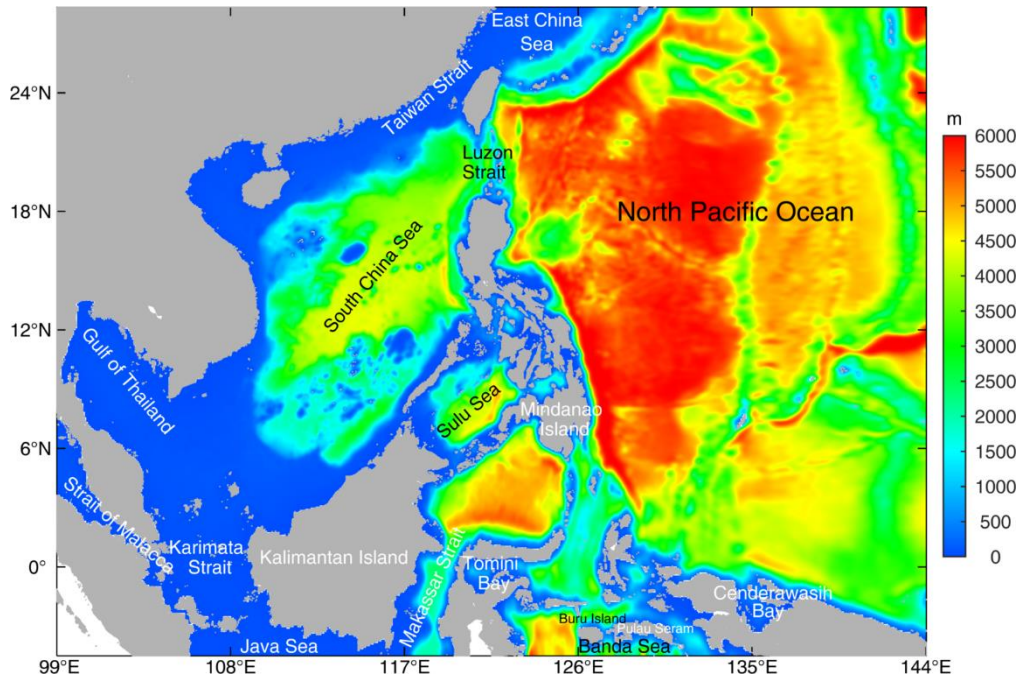 East China
Sea
Taiwan Strait
24°N
m
6000
5500
5000
4500
4000
3500
3000
2500
2000
1500
1000
500
0
Luzon
Strait
18°N
North Pacific Ocean
South China Sea
12°N
Gulf of Thailand
Sulu Sea
Mindanao
Island
6°N
Strait of Malacca
Karimata
Strait
Kalimantan Island
Makassar Strait
Tomini
Bay
0°
Cenderawasih
Bay
Buru Island
Pulau Seram
Java Sea
Banda Sea
99°E
108°E
117°E
126°E
135°E
144°E